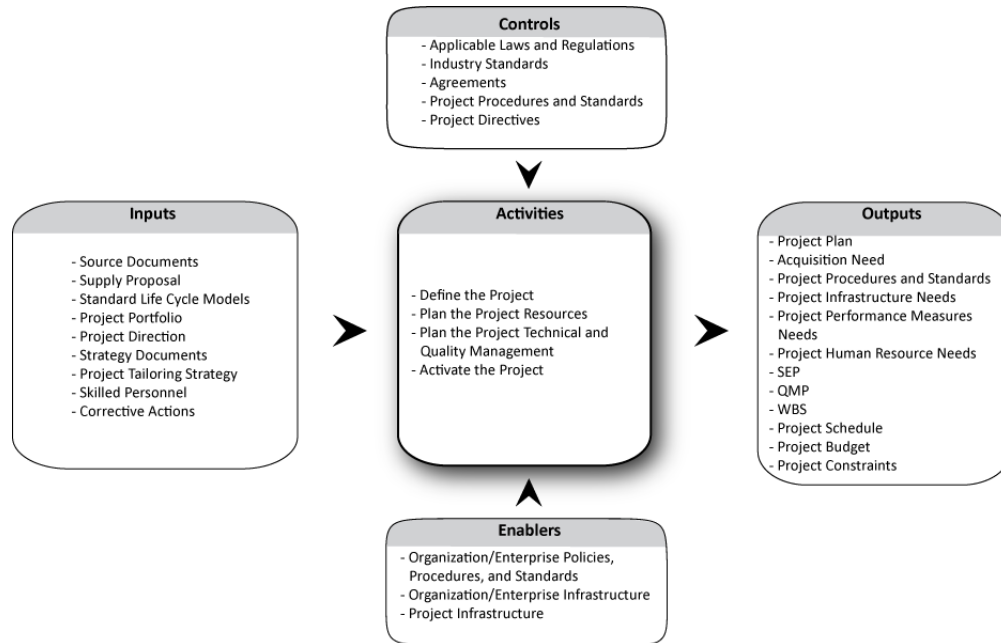 Controls
- Applicable Laws and Regulations
- Industry Standards
- Agreements
- Project Procedures and Standards
- Project Directives
Inputs
- Source Documents
- Supply Proposal
- Standard Life Cycle Models
- Project Portfolio
- Project Direction
- Strategy Documents
- Project Tailoring Strategy
- Skilled Personnel
- Corrective Actions
Activities
- Define the Project
- Plan the Project Resources
- Plan the Project Technical and
Quality Management
- Activate the Project
Outputs
- Project Plan
- Acquisition Need
- Project Procedures and Standards
- Project Infrastructure Needs
- Project Performance Measures
Needs
- Project Human Resource Needs
- SEP
- QMP
- WBS
- Project Schedule
- Project Budget
- Project Constraints
Enablers
- Organization/Enterprise Policies,
Procedures, and Standards
- Organization/Enterprise Infrastructure
- Project Infrastructure